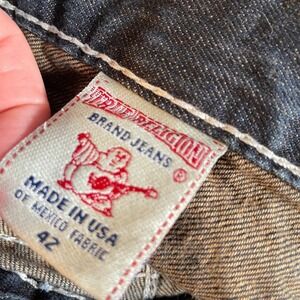 TRUE RELIGION
BRAND JEANS
®
MADE IN USA
OF MEXICO FABRIC
42